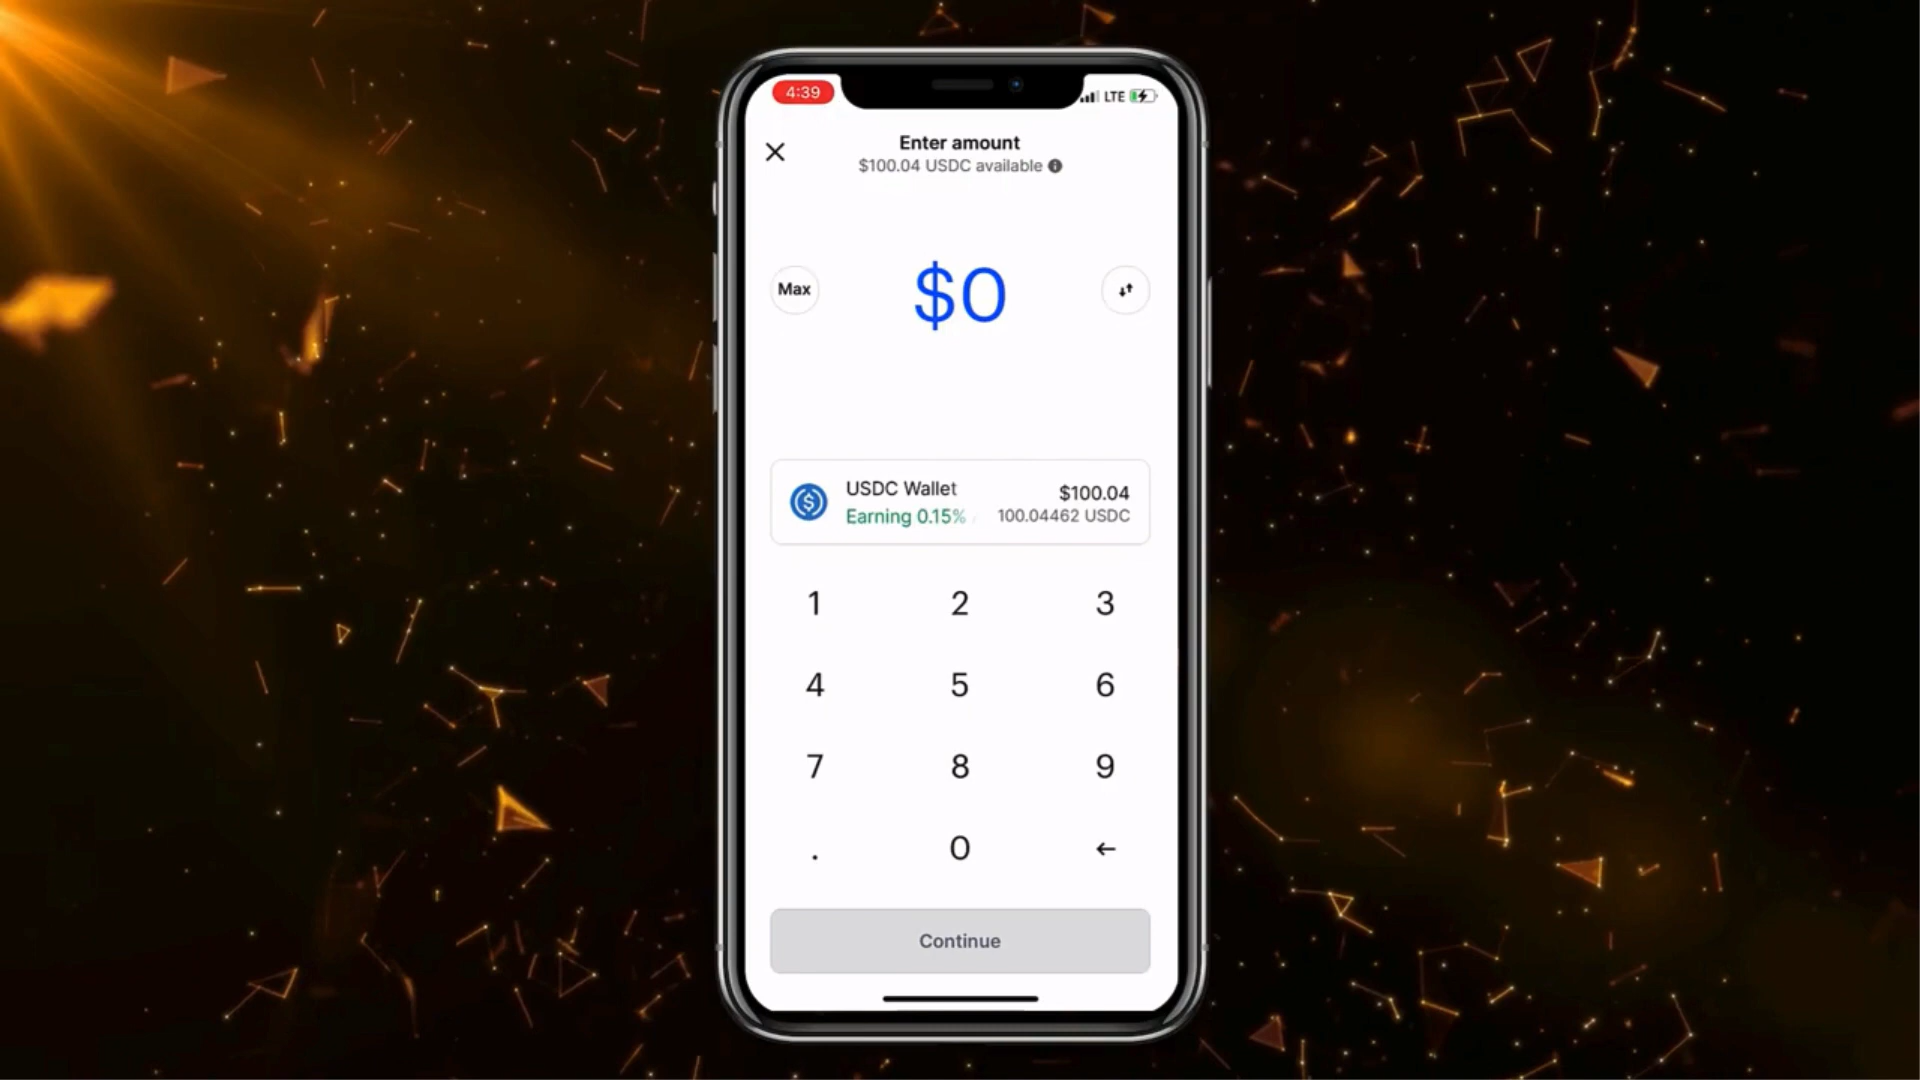 4:39
LTE
Enter amount
$100.04 USDC available
Max
$0
USDC Wallet
$100.04
Earning 0.15%
100.04462 USDC
1 2 3
4 5 6
7 8 9
. 0 ←
Continue